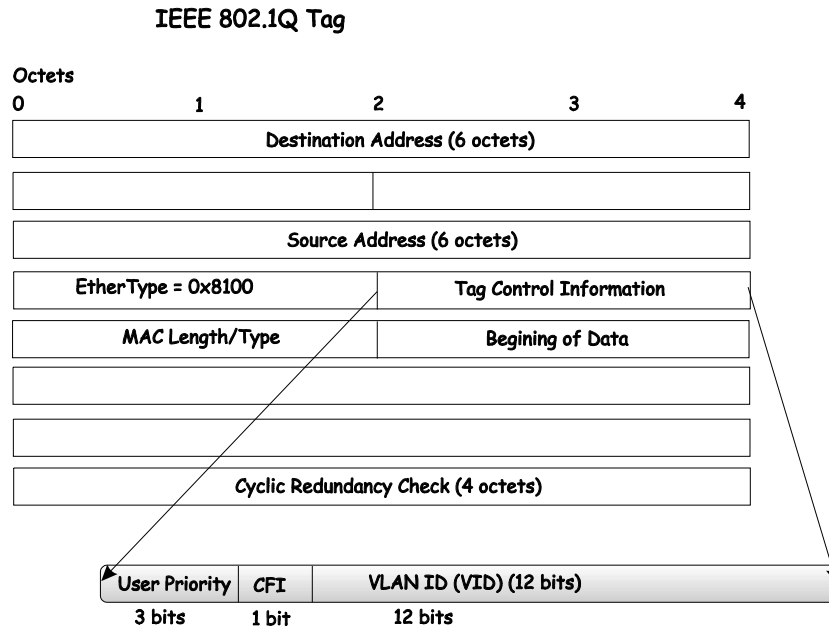 IEEE 802.1Q Tag
Octets
0 1 2 3 4
Destination Address (6 octets)
Source Address (6 octets)
EtherType = 0x8100 Tag Control Information
MAC Length/Type Begining of Data
Cyclic Redundancy Check (4 octets)
User Priority CFI VLAN ID (VID) (12 bits)
3 bits 1 bit 12 bits